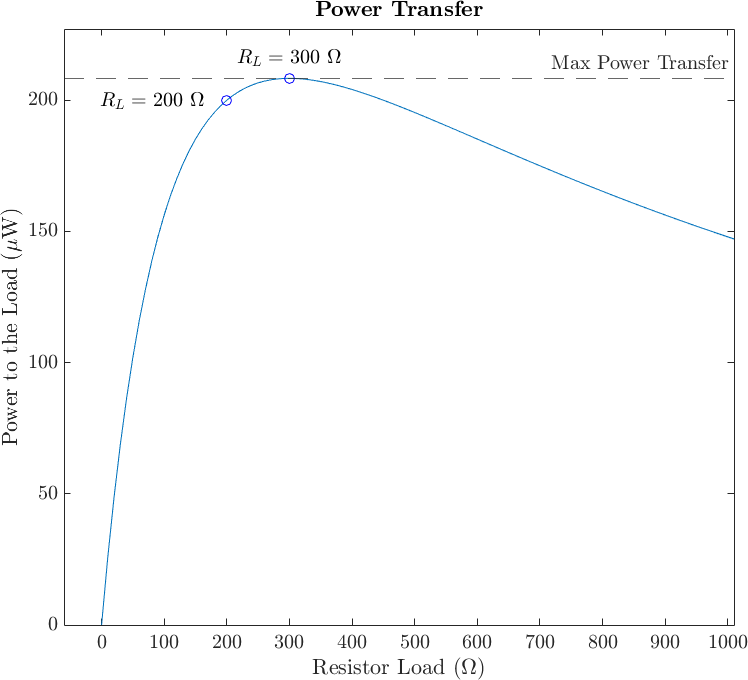 Power Transfer
R_L = 300 Ω
Max Power Transfer
R_L = 200 Ω
200
150
100
50
0
Power to the Load (μW)
0 100 200 300 400 500 600 700 800 900 1000
Resistor Load (Ω)